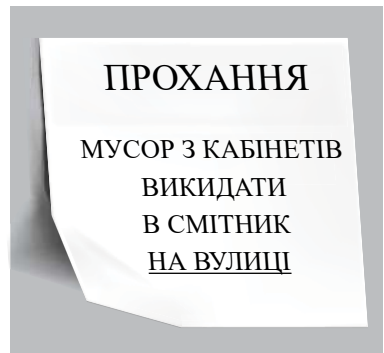 ПРОХАННЯ
МУСОР З КАБІНЕТІВ
ВИКИДАТИ
В СМІТНИК
НА ВУЛИЦІ